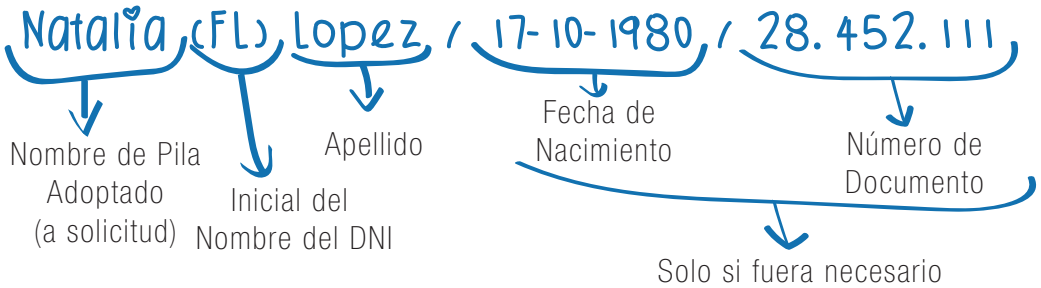 Natalia (FL) Lopez / 17-10-1980 / 28.452.111
Nombre de Pila
Adoptado
(a solicitud)
Inicial del
Nombre del DNI
Apellido
Fecha de
Nacimiento
Número de
Documento
Solo si fuera necesario